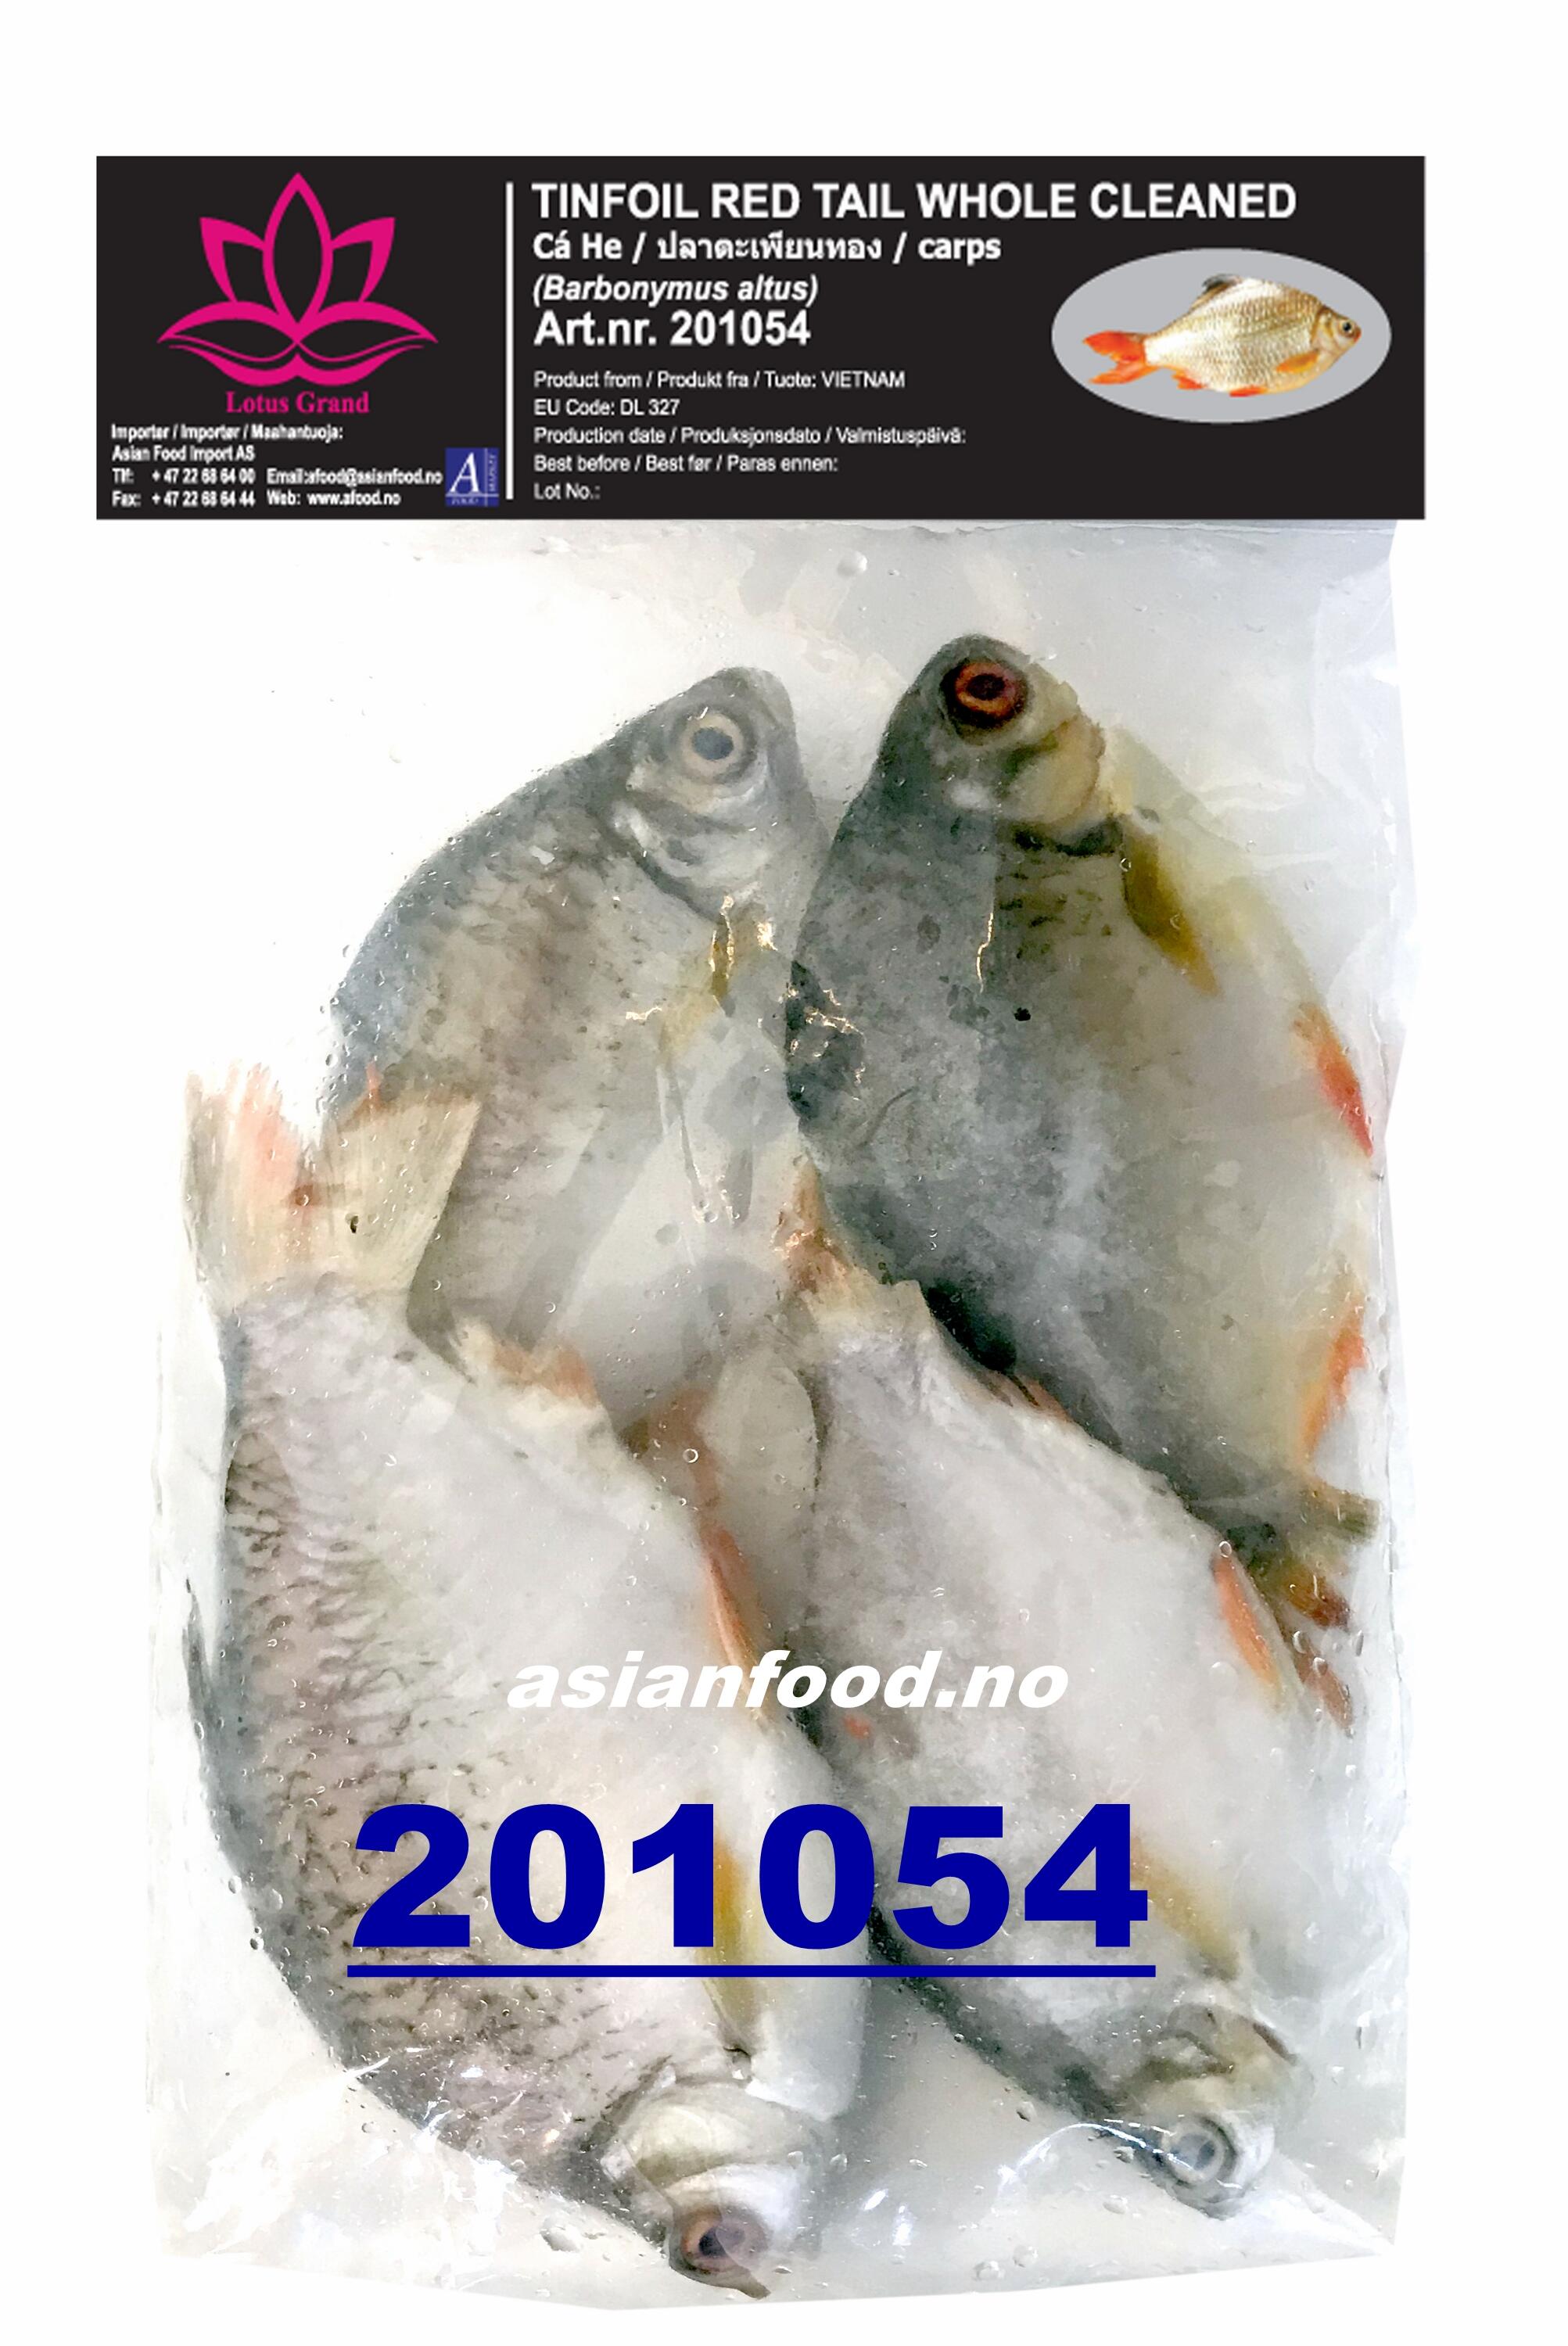 Lotus Grand
Importer / Importør / Maahantuoja:
Asian Food Import AS
Tlf: + 47 22 68 64 00 Email:afood@asianfood.no
Fax: + 47 22 68 64 44 Web: www.afood.no
A
FOOD
TINFOIL RED TAIL WHOLE CLEANED
Cá He / ปลาตะเพียนทอง / carps
(Barbonymus altus)
Art.nr. 201054
Product from / Produkt fra / Tuote: VIETNAM
EU Code: DL 327
Production date / Produksjonsdato / Valmistuspäivä:
Best before / Best før / Paras ennen:
Lot No.:
asianfood.no
201054